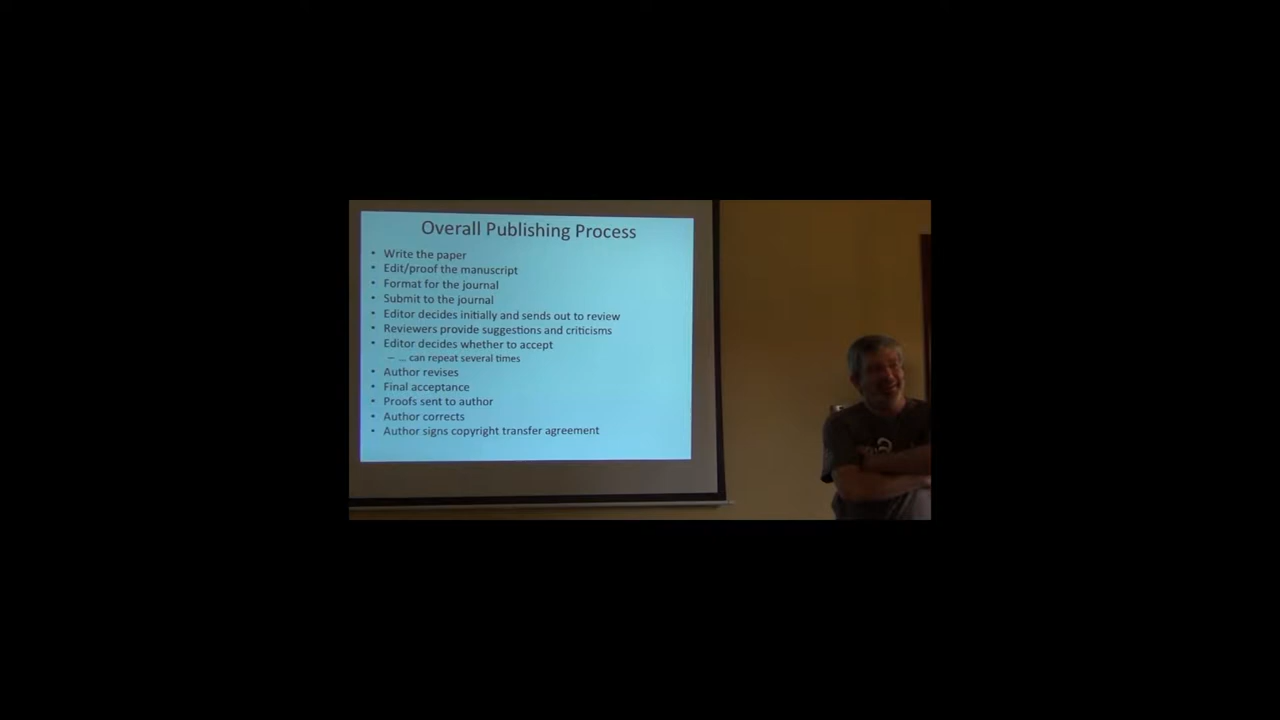 Overall Publishing Process
• Write the paper
• Edit/proof the manuscript
• Format for the journal
• Submit to the journal
• Editor decides initially and sends out to review
• Reviewers provide suggestions and criticisms
• Editor decides whether to accept
– ... can repeat several times
• Author revises
• Final acceptance
• Proofs sent to author
• Author corrects
• Author signs copyright transfer agreement